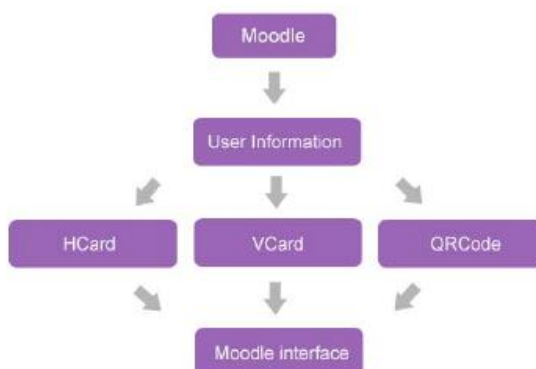 Moodle
User Information
HCard
VCard
QRCode
Moodle interface